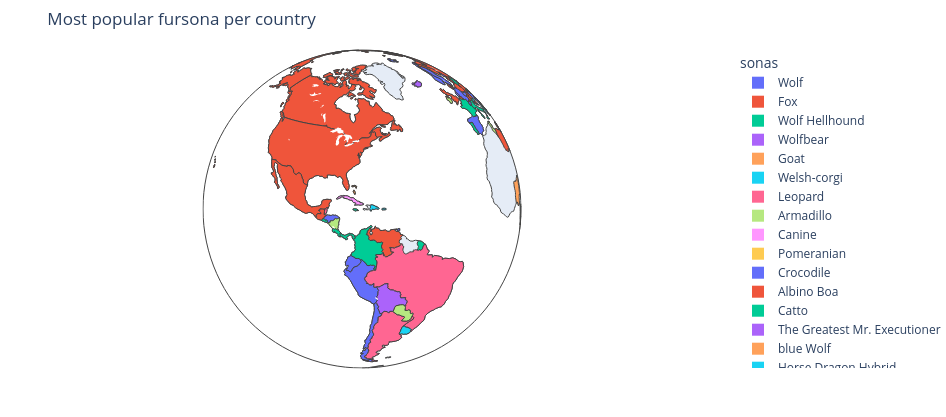 Most popular fursona per country
sonas
Wolf
Fox
Wolf Hellhound
Wolfbear
Goat
Welsh-corgi
Leopard
Armadillo
Canine
Pomeranian
Crocodile
Albino Boa
Catto
The Greatest Mr. Executioner
blue Wolf
Horse Dragon Hybrid